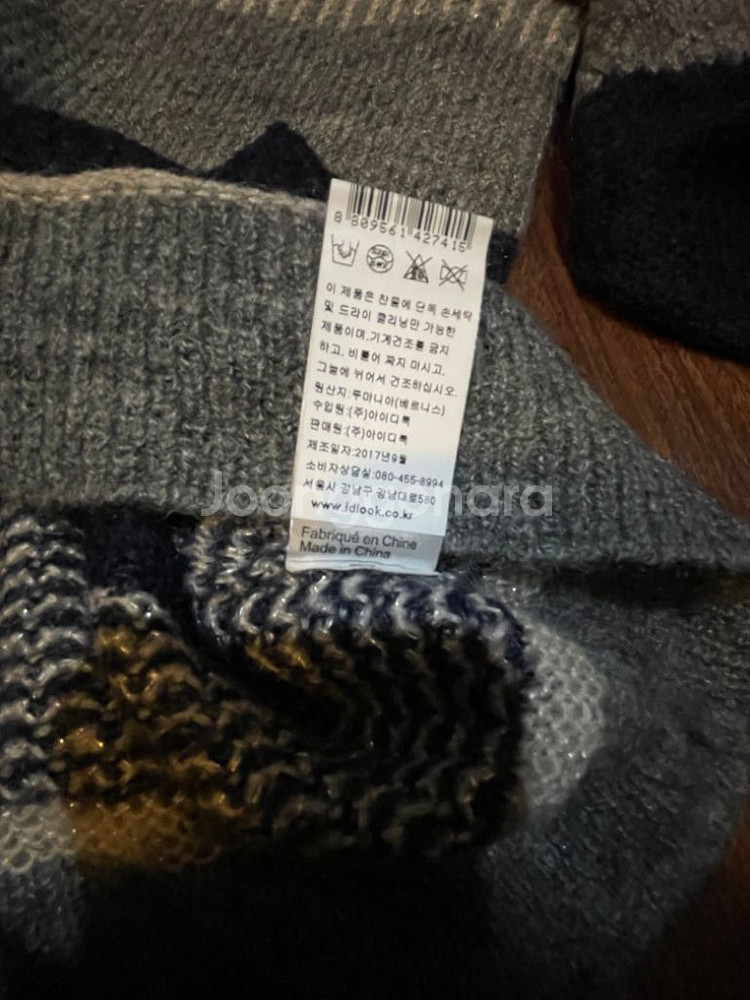 8 809561 427415
이 제품은 찬물에 단독 손세탁
및 드라이 클리닝만 가능한
제품이며, 기계건조를 금지
하고, 비틀어 짜지 마시고,
그늘에 뉘어서 건조하십시오.
원산지:루마니아(베르니스)
수입원:(주)아이디룩
판매원:(주)아이디룩
제조일자:2017년9월
소비자상담실:080-455-8994
서울시 강남구 강남대로580
www.idlook.co.kr
Joonggonara
Fabriqué en Chine
Made in China